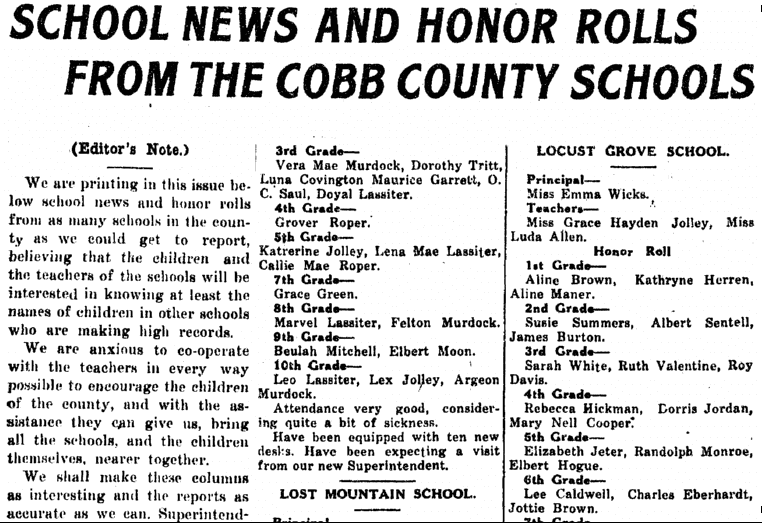 SCHOOL NEWS AND HONOR ROLLS
FROM THE COBB COUNTY SCHOOLS
(Editor's Note.)
We are printing in this issue be-
low school news and honor rolls
from as many schools in the coun-
ty as we could get to report,
believing that the children and
the teachers of the schools will be
interested in knowing at least the
names of children in other schools
who are making high records.
We are anxious to co-operate
with the teachers in every way
possible to encourage the children
of the county, and with the as-
sistance they can give us, bring
all the schools, and the children
themselves, nearer together.
We shall make these columns
as interesting and the reports as
accurate as we can. Superintend-
3rd Grade—
Vera Mae Murdock, Dorothy Tritt,
Luna Covington Maurice Garrett, O.
C. Saul, Doyal Lassiter.
4th Grade—
Grover Roper.
5th Grade—
Katrerine Jolley, Lena Mae Lassiter,
Callie Mae Roper.
7th Grade—
Grace Green.
8th Grade—
Marvel Lassiter, Felton Murdock.
9th Grade—
Beulah Mitchell, Elbert Moon.
10th Grade—
Leo Lassiter, Lex Jolley, Argeon
Murdock.
Attendance very good, consider-
ing quite a bit of sickness.
Have been equipped with ten new
desks. Have been expecting a visit
from our new Superintendent.
LOST MOUNTAIN SCHOOL.
Principal—
LOCUST GROVE SCHOOL.
Principal—
Miss Emma Wicks.
Teachers—
Miss Grace Hayden Jolley, Miss
Luda Allen.
Honor Roll
1st Grade—
Aline Brown, Kathryne Herren,
Aline Maner.
2nd Grade—
Susie Summers, Albert Sentell,
James Burton.
3rd Grade—
Sarah White, Ruth Valentine, Roy
Davis.
4th Grade—
Rebecca Hickman, Dorris Jordan,
Mary Nell Cooper.
5th Grade—
Elizabeth Jeter, Randolph Monroe,
Elbert Hogue.
6th Grade—
Lee Caldwell, Charles Eberhardt,
Jottie Brown.
7th Grade